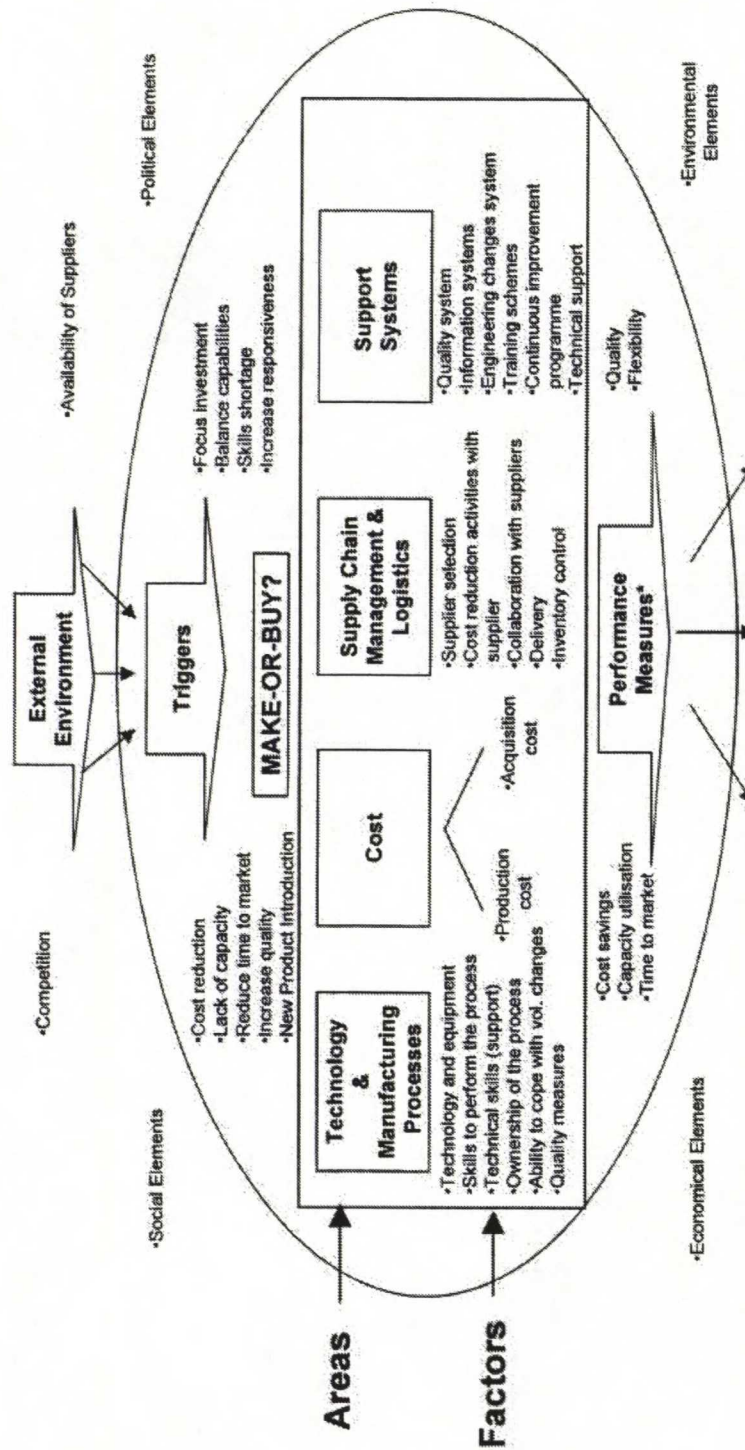 External
Environment
•Competition
•Availability of Suppliers
•Social Elements
•Political Elements
Triggers
•Cost reduction
•Lack of capacity
•Reduce time to market
•Increase quality
•New Product Introduction
•Focus investment
•Balance capabilities
•Skills shortage
•Increase responsiveness
MAKE-OR-BUY?
Areas
Technology
&
Manufacturing
Processes
Cost
Supply Chain
Management &
Logistics
Support
Systems
Factors
•Technology and equipment
•Skills to perform the process
•Technical skills (support)
•Ownership of the process
•Ability to cope with vol. changes
•Quality measures
•Production
cost
•Acquisition
cost
•Supplier selection
•Cost reduction activities with
supplier
•Collaboration with suppliers
•Delivery
•Inventory control
•Quality system
•Information systems
•Engineering changes system
•Training schemes
•Continuous improvement
programme
•Technical support
•Cost savings
•Capacity utilisation
•Time to market
Performance
Measures*
•Quality
•Flexibility
•Economical Elements
•Environmental
Elements